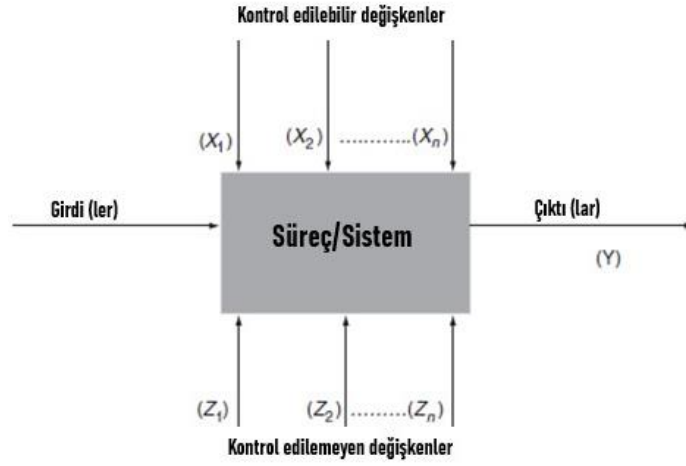 Kontrol edilebilir değişkenler
(X1) (X2) ............(Xn)
Girdi (ler)
Süreç/Sistem
Çıktı (lar)
(Y)
(Z1) (Z2) ............(Zn)
Kontrol edilemeyen değişkenler